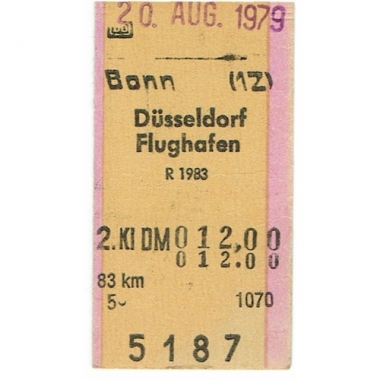 20. AUG. 1979
DB
Bonn (1Z)
Düsseldorf
Flughafen
R 1983
2.Kl DM 012,00
012.00
83 km
5~ 1070
5187